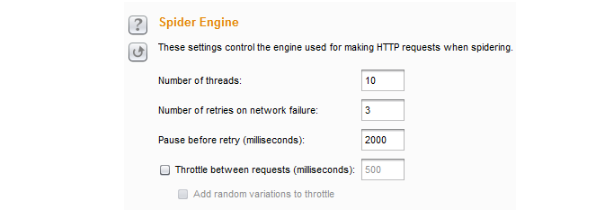 ? Spider Engine
These settings control the engine used for making HTTP requests when spidering.
Number of threads: 10
Number of retries on network failure: 3
Pause before retry (milliseconds): 2000
Throttle between requests (milliseconds): 500
Add random variations to throttle